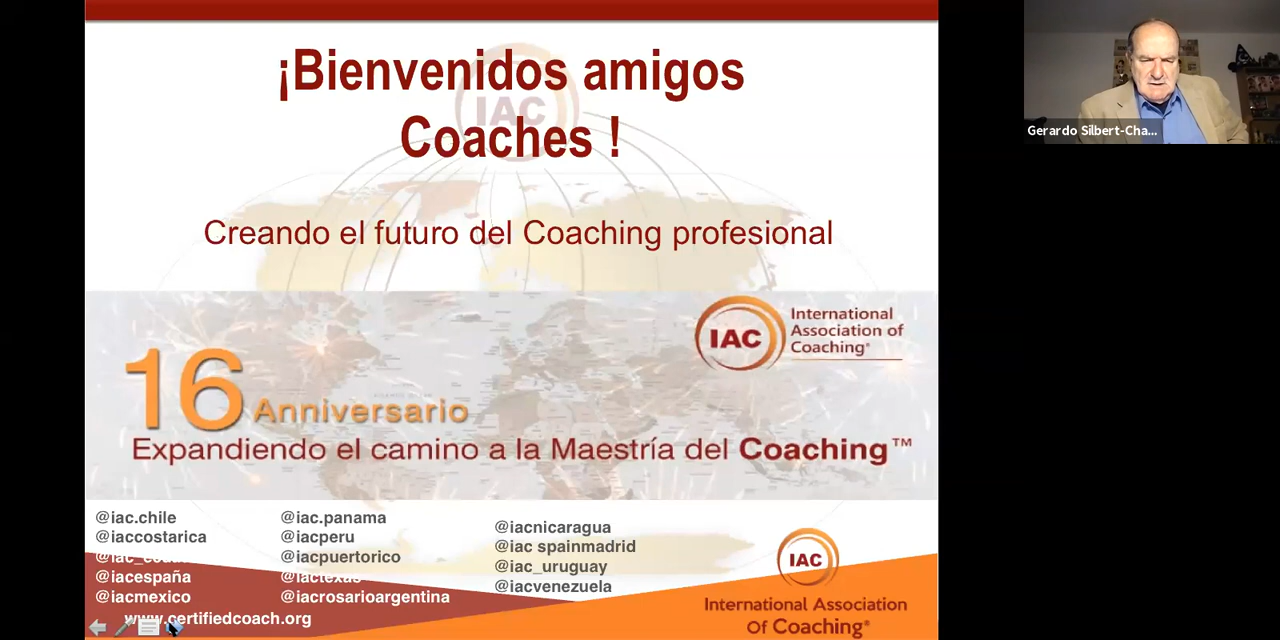 ¡Bienvenidos amigos
Coaches !
IAC
Creando el futuro del Coaching profesional
IAC
International
Association of
Coaching®
16 Anniversario
Expandiendo el camino a la Maestría del Coaching™
@iac.chile
@iaccostarica
@iacespaña
@iacmexico
@iac.panama
@iacperu
@iacpuertorico
@iactexas
@iacrosarioargentina
@iacnicaragua
@iac spainmadrid
@iac_uruguay
@iacvenezuela
www.certifiedcoach.org
IAC
International Association
Of Coaching®
Gerardo Silbert-Cha...